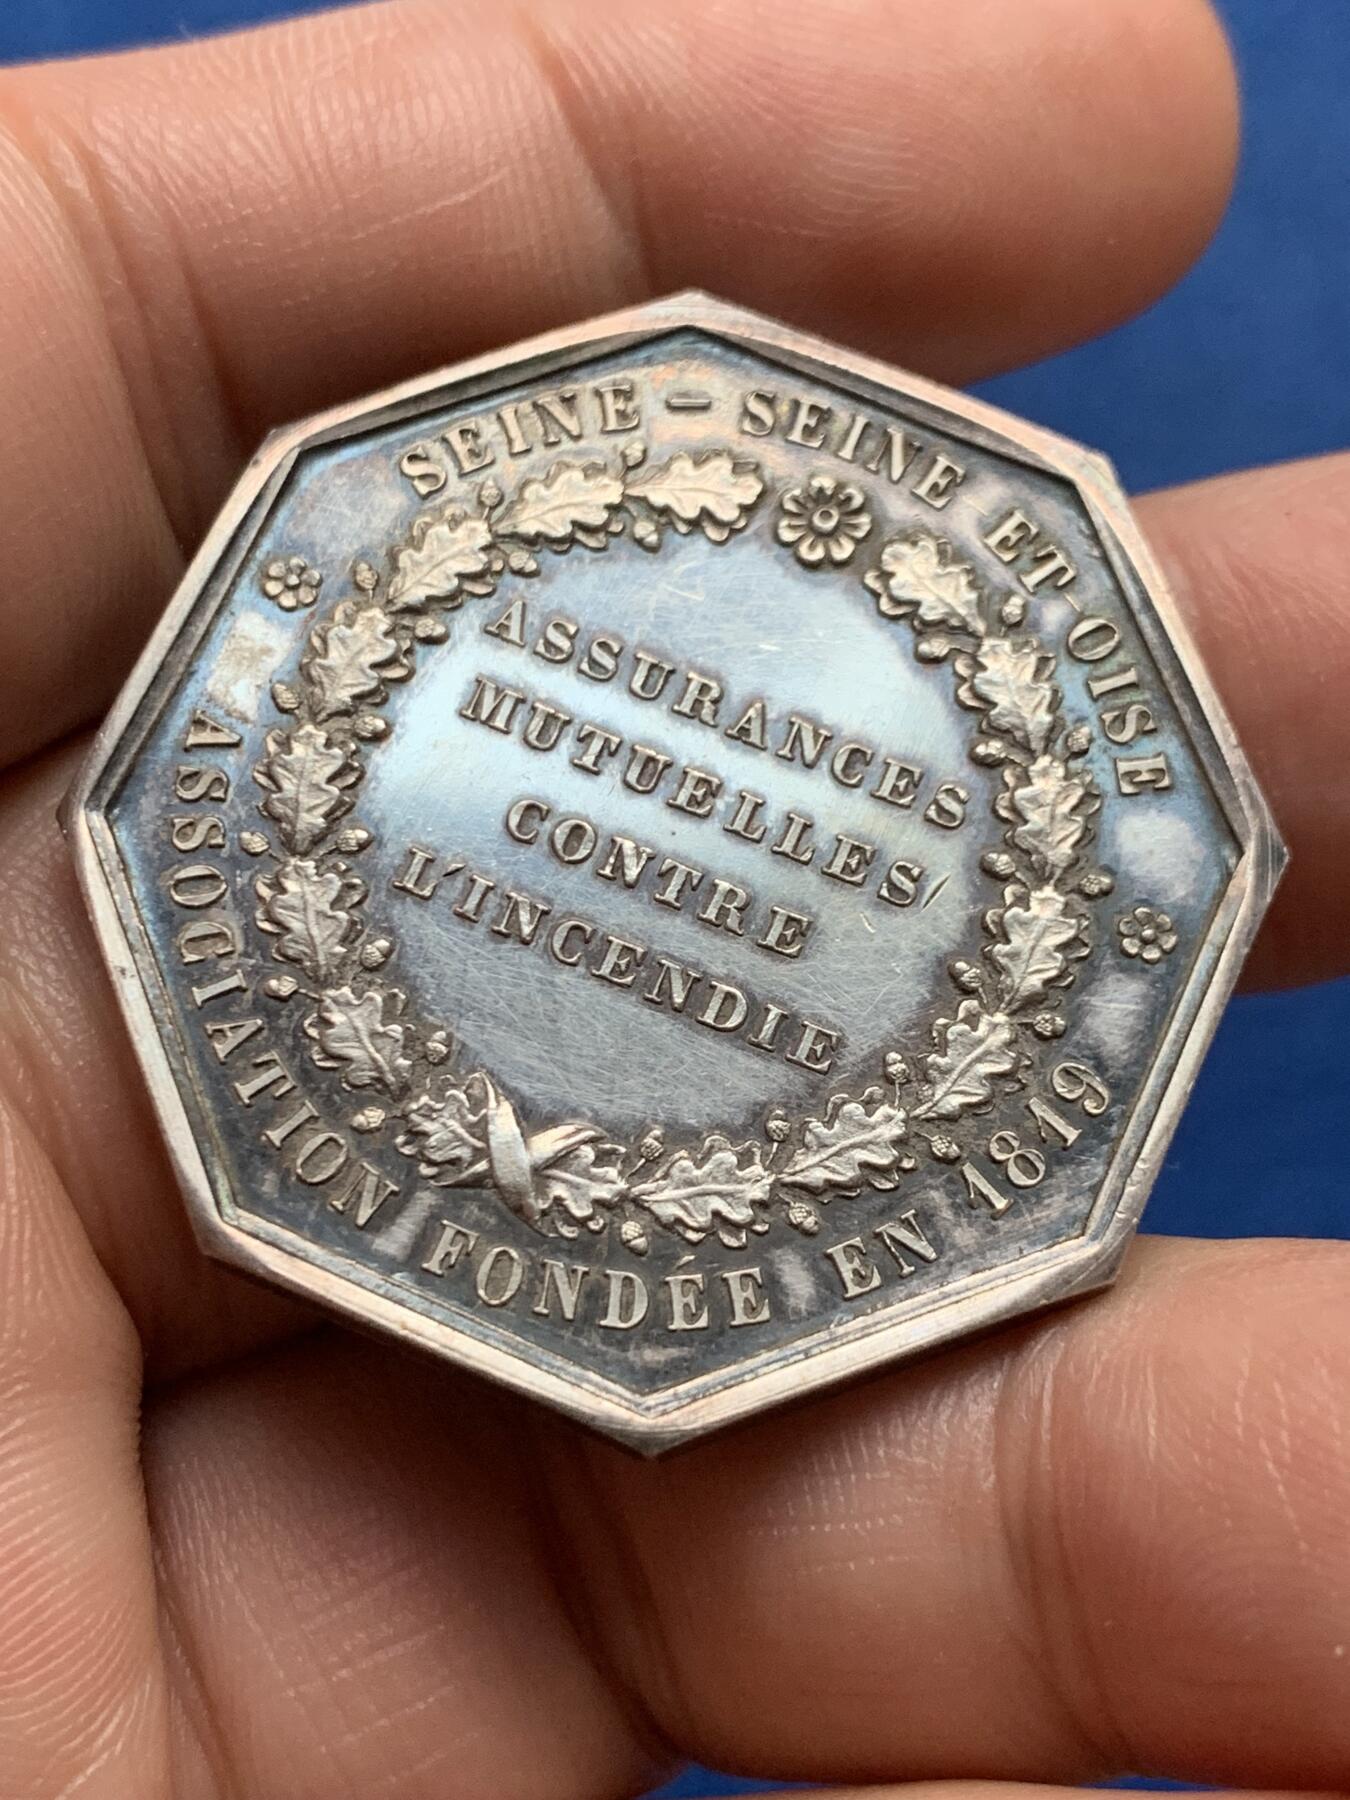 SEINE - SEINE-ET-OISE
ASSURANCES
MUTUELLES
CONTRE
L'INCENDIE
ASSOCIATION FONDÉE EN 1819